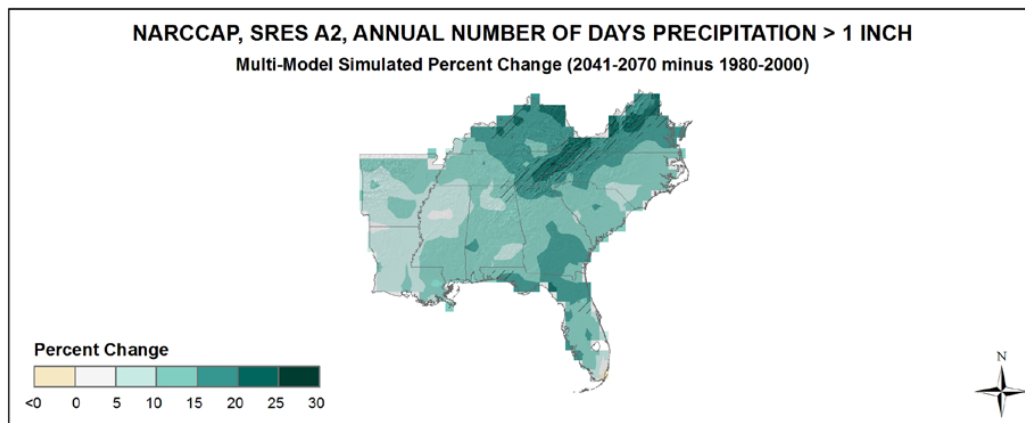 NARCCAP, SRES A2, ANNUAL NUMBER OF DAYS PRECIPITATION > 1 INCH
Multi-Model Simulated Percent Change (2041-2070 minus 1980-2000)
Percent Change
<0 0 5 10 15 20 25 30
N